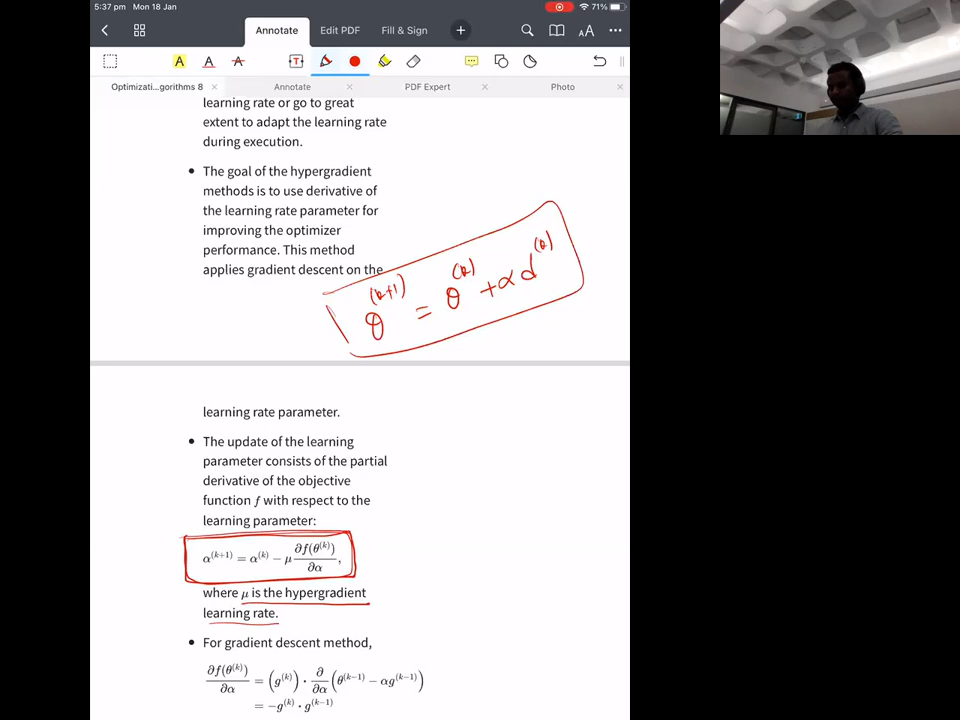 5:37 pm Mon 18 Jan
71%
Annotate Edit PDF Fill & Sign
Optimizati...gorithms 8 Annotate PDF Expert Photo
learning rate or go to great
extent to adapt the learning rate
during execution.
• The goal of the hypergradient
methods is to use derivative of
the learning rate parameter for
improving the optimizer
performance. This method
applies gradient descent on the
θ^(k+1) = θ^(k) + α d^(k)
learning rate parameter.
• The update of the learning
parameter consists of the partial
derivative of the objective
function f with respect to the
learning parameter:
α^(k+1) = α^(k) − μ ∂f(θ^(k))/∂α,
where μ is the hypergradient
learning rate.
• For gradient descent method,
∂f(θ^(k))/∂α = (g^(k)) · ∂/∂α (θ^(k−1) − αg^(k−1))
= −g^(k) · g^(k−1)